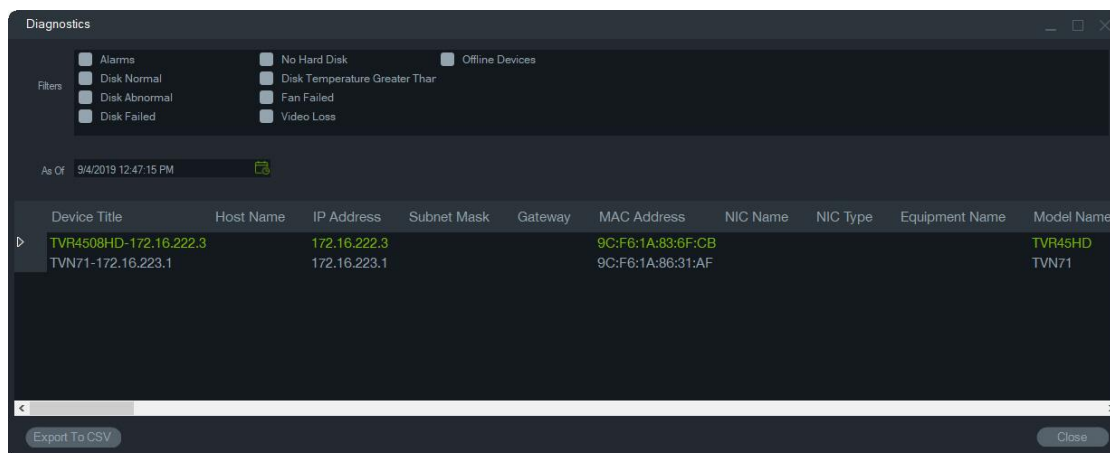 Diagnostics
Filters
Alarms No Hard Disk Offline Devices
Disk Normal Disk Temperature Greater Thar
Disk Abnormal Fan Failed
Disk Failed Video Loss
As Of 9/4/2019 12:47:15 PM
Device Title Host Name IP Address Subnet Mask Gateway MAC Address NIC Name NIC Type Equipment Name Model Name
TVR4508HD-172.16.222.3 172.16.222.3 9C:F6:1A:83:6F:CB TVR45HD
TVN71-172.16.223.1 172.16.223.1 9C:F6:1A:86:31:AF TVN71
Export To CSV Close